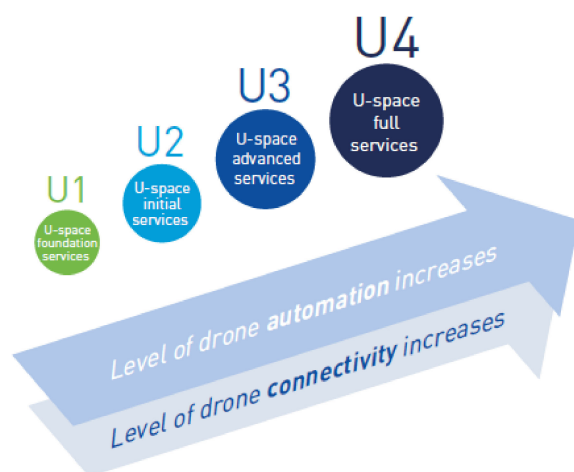 U1
U-space
foundation
services
U2
U-space
initial
services
U3
U-space
advanced
services
U4
U-space
full
services
Level of drone automation increases
Level of drone connectivity increases